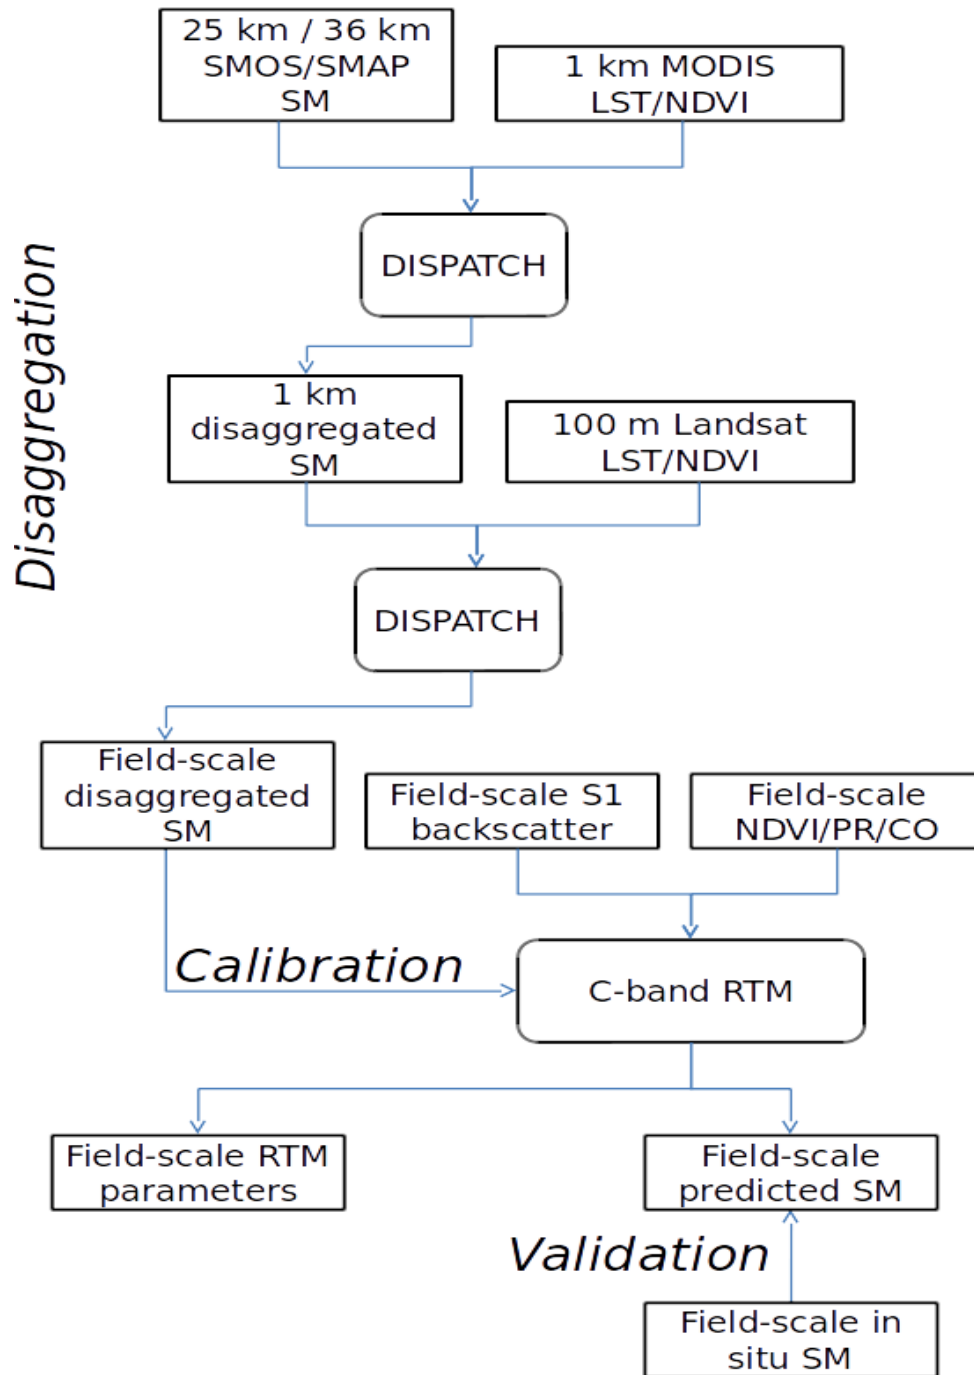 25 km / 36 km
SMOS/SMAP
SM
1 km MODIS
LST/NDVI
DISPATCH
Disaggregation
1 km
disaggregated
SM
100 m Landsat
LST/NDVI
DISPATCH
Field-scale
disaggregated
SM
Field-scale S1
backscatter
Field-scale
NDVI/PR/CO
Calibration
C-band RTM
Field-scale RTM
parameters
Field-scale
predicted SM
Validation
Field-scale in
situ SM